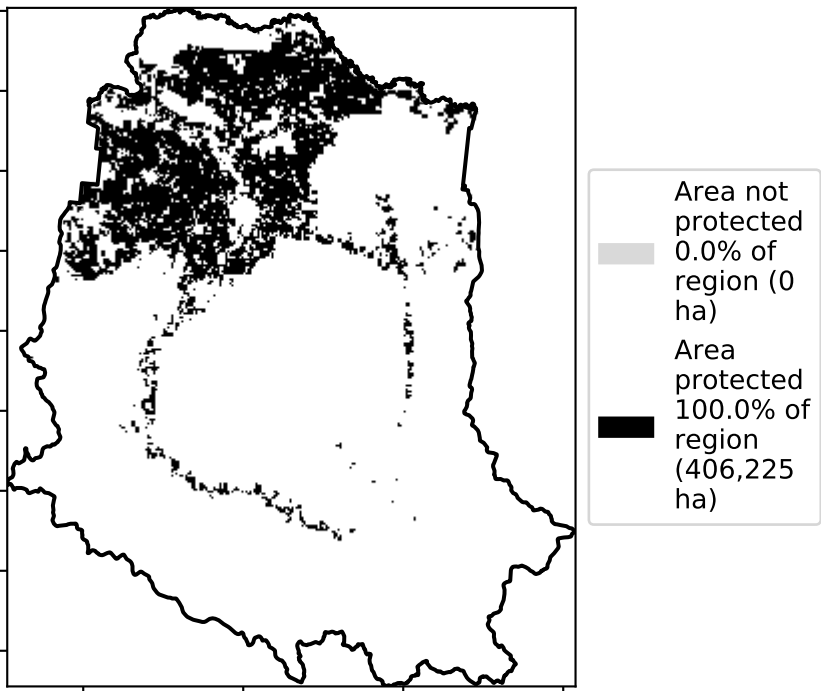 Area not
protected
0.0% of
region (0
ha)
Area
protected
100.0% of
region
(406,225
ha)